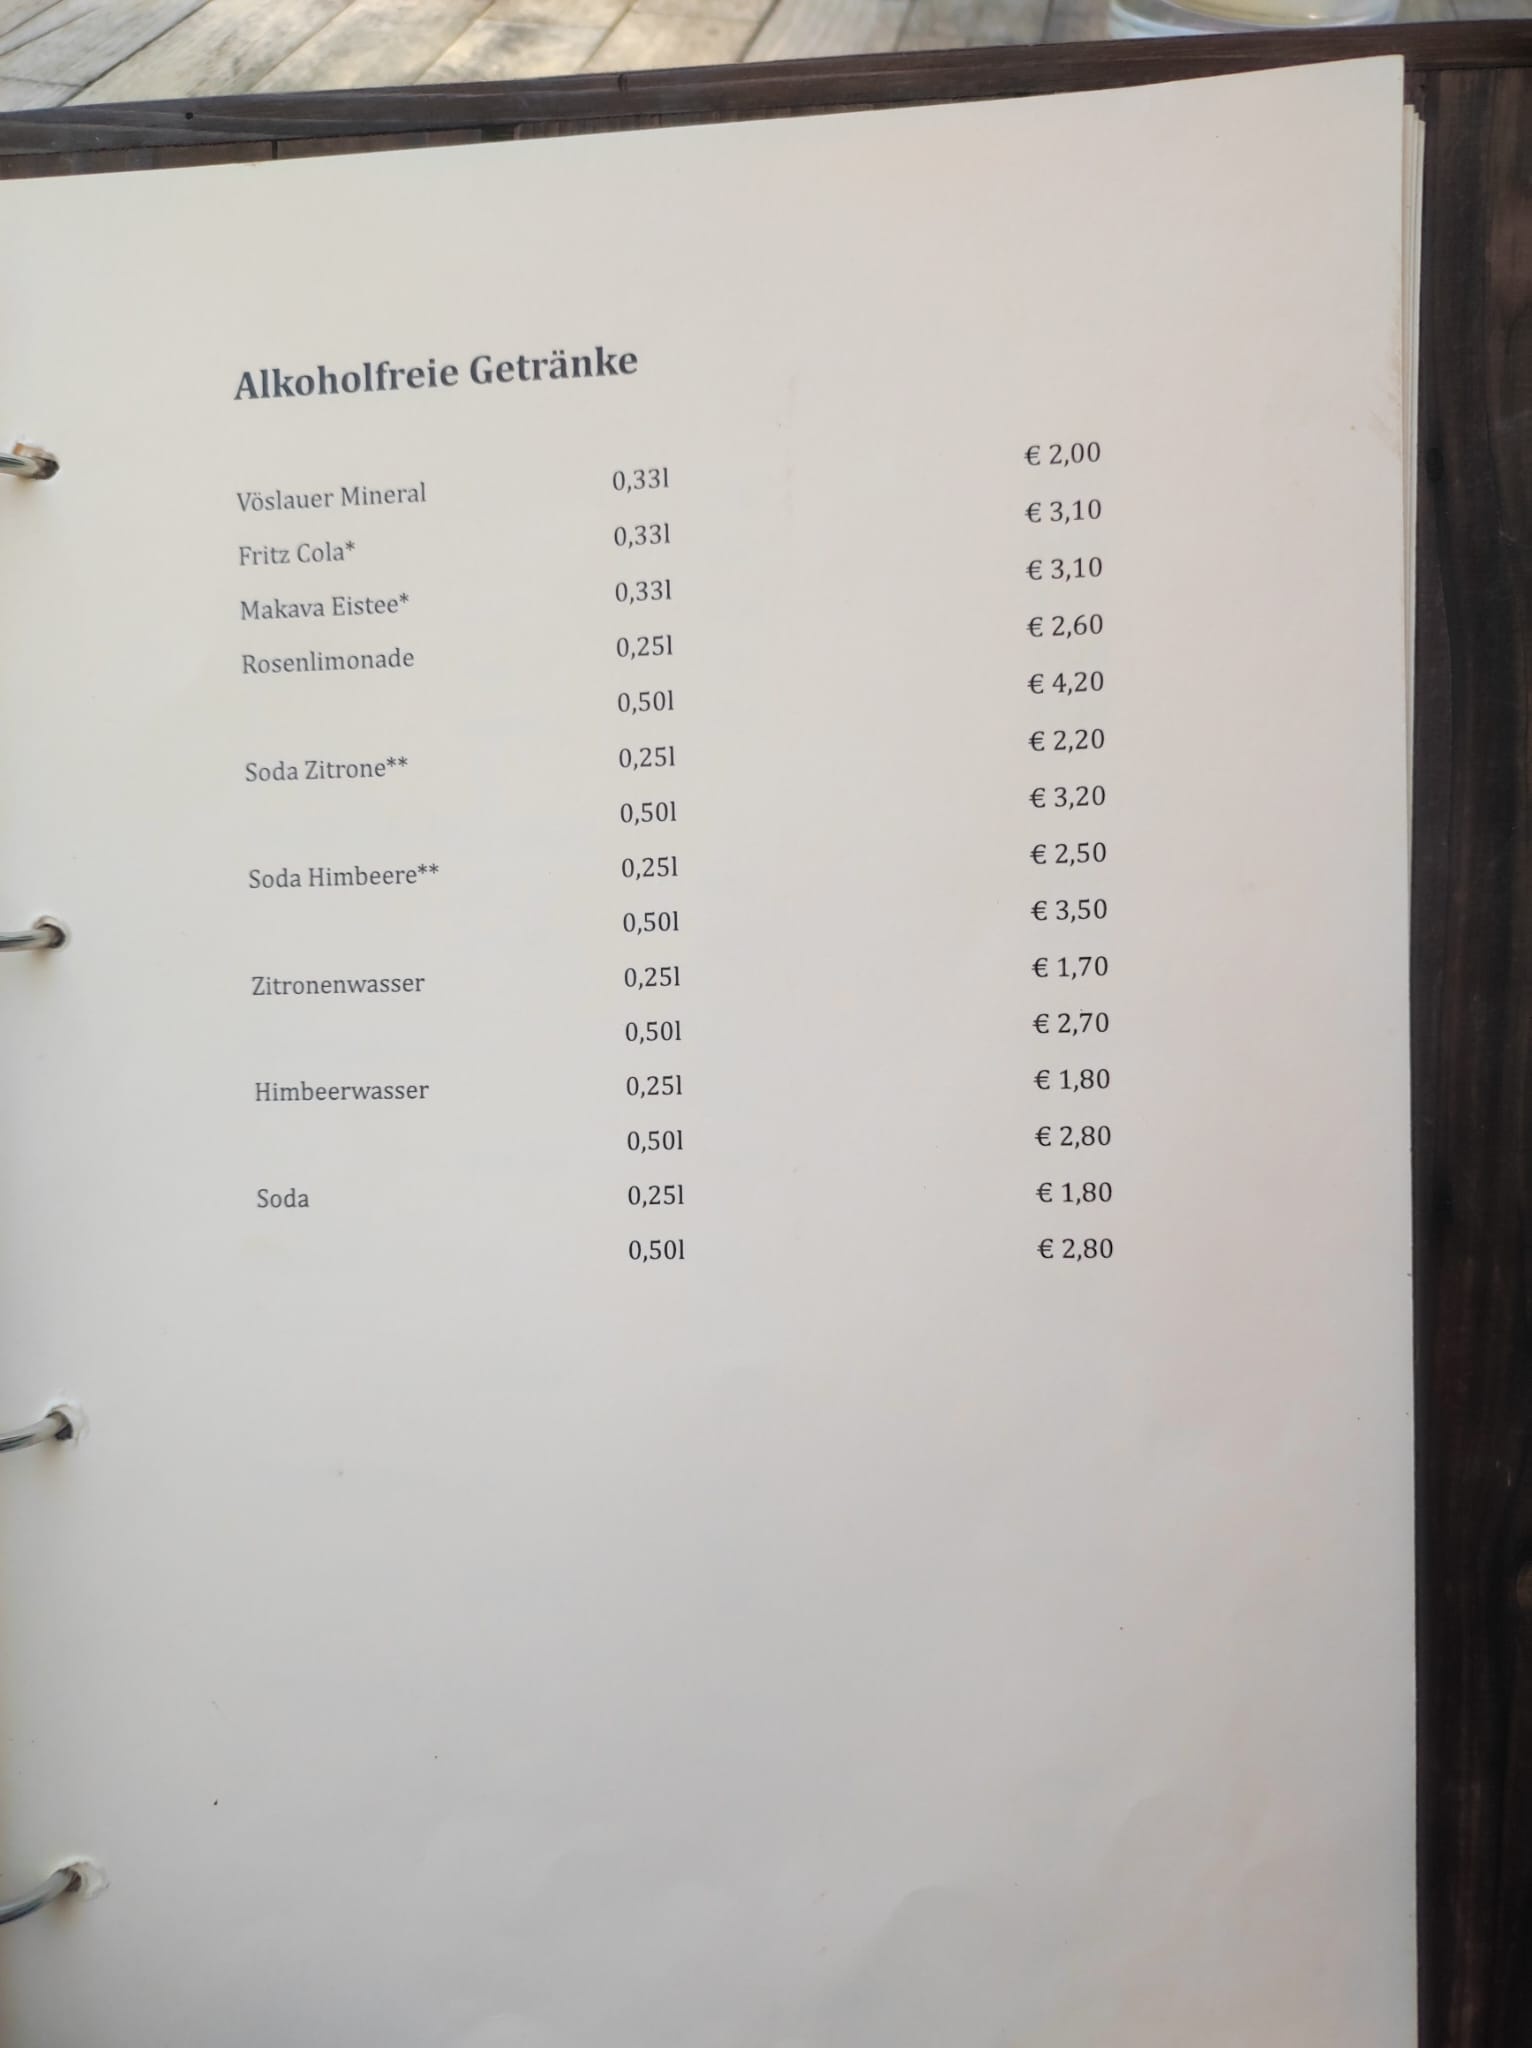 Alkoholfreie Getränke
Vöslauer Mineral 0,33l € 2,00
Fritz Cola* 0,33l € 3,10
Makava Eistee* 0,33l € 3,10
Rosenlimonade 0,25l € 2,60
0,50l € 4,20
Soda Zitrone** 0,25l € 2,20
0,50l € 3,20
Soda Himbeere** 0,25l € 2,50
0,50l € 3,50
Zitronenwasser 0,25l € 1,70
0,50l € 2,70
Himbeerwasser 0,25l € 1,80
0,50l € 2,80
Soda 0,25l € 1,80
0,50l € 2,80